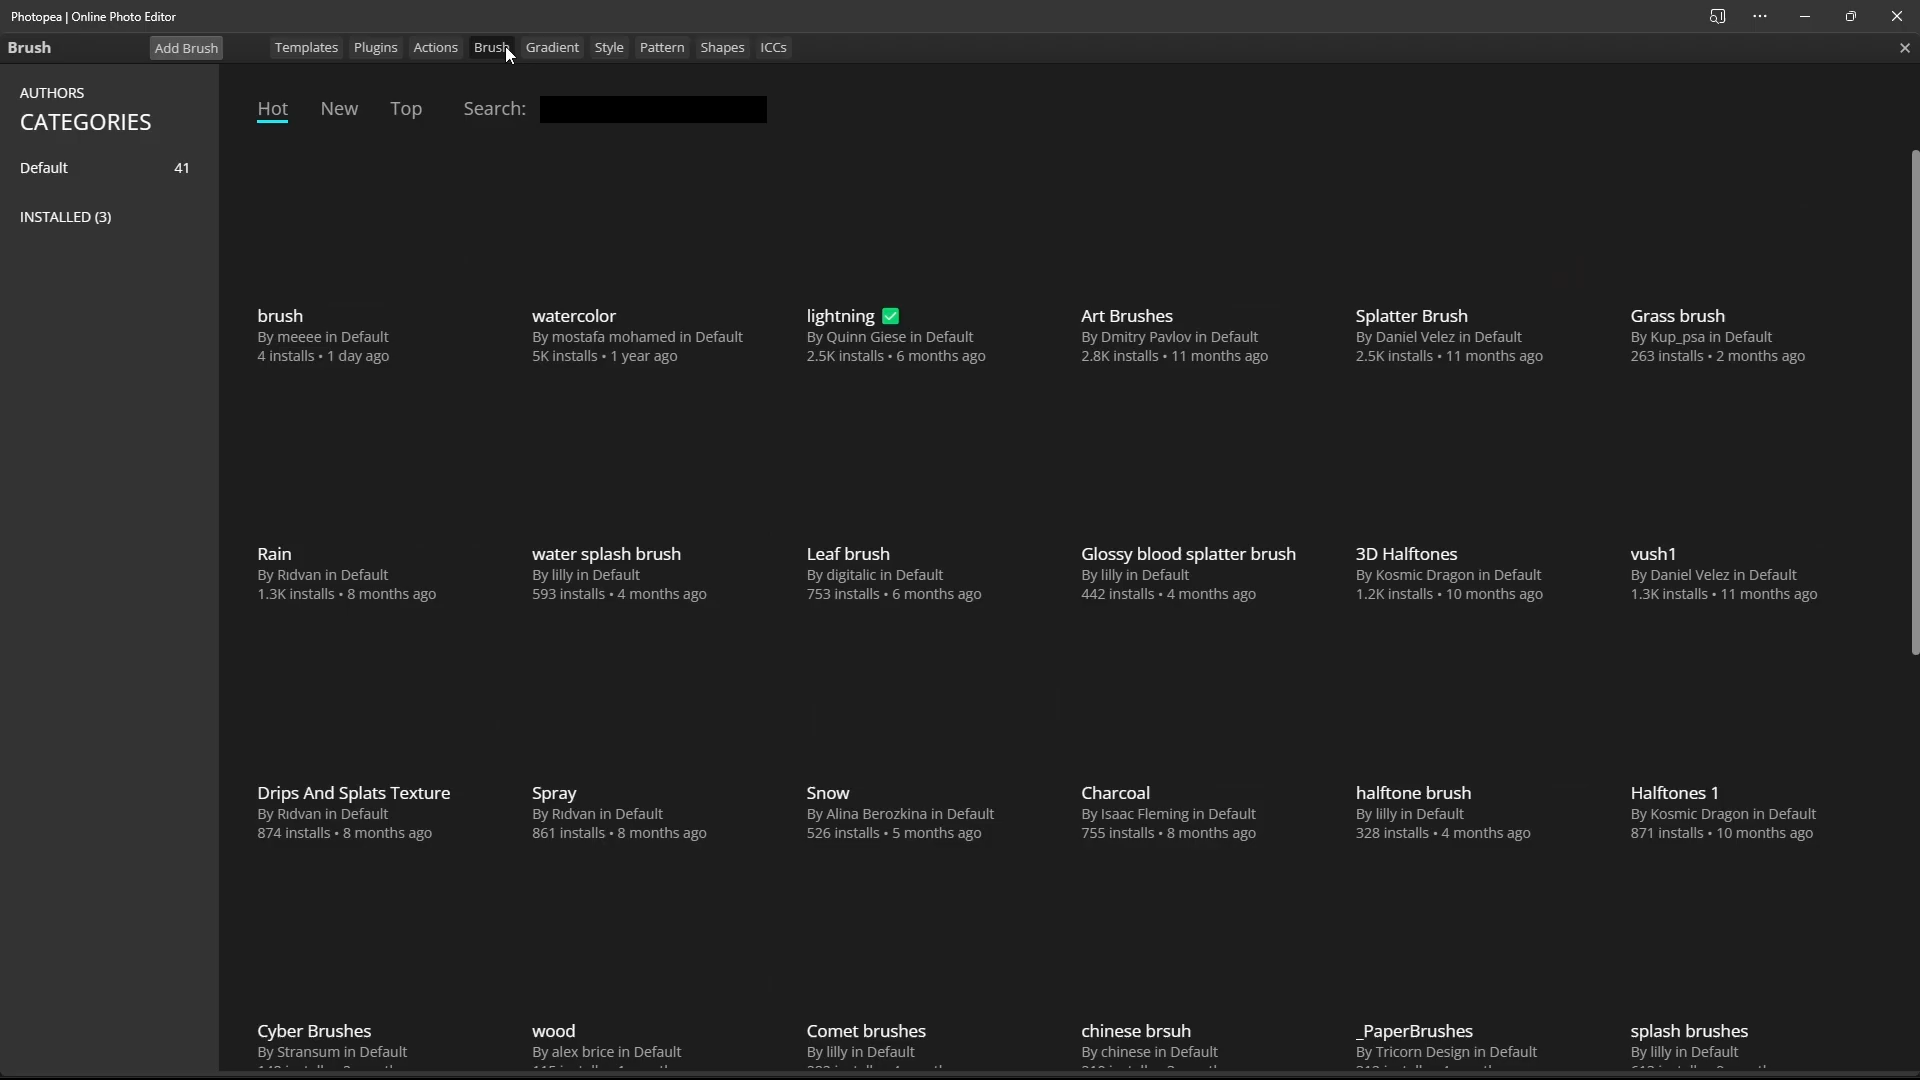 Photopea | Online Photo Editor
Brush
Add Brush
Templates
Plugins
Actions
Brush
Gradient
Style
Pattern
Shapes
ICCs
AUTHORS
CATEGORIES
Default 41
INSTALLED (3)
Hot
New
Top
Search:
brush
By meeee in Default
4 installs • 1 day ago
watercolor
By mostafa mohamed in Default
5K installs • 1 year ago
lightning ✅
By Quinn Giese in Default
2.5K installs • 6 months ago
Art Brushes
By Dmitry Pavlov in Default
2.8K installs • 11 months ago
Splatter Brush
By Daniel Velez in Default
2.5K installs • 11 months ago
Grass brush
By Kup_psa in Default
263 installs • 2 months ago
Rain
By Rıdvan in Default
1.3K installs • 8 months ago
water splash brush
By lilly in Default
593 installs • 4 months ago
Leaf brush
By digitalic in Default
753 installs • 6 months ago
Glossy blood splatter brush
By lilly in Default
442 installs • 4 months ago
3D Halftones
By Kosmic Dragon in Default
1.2K installs • 10 months ago
vush1
By Daniel Velez in Default
1.3K installs • 11 months ago
Drips And Splats Texture
By Rıdvan in Default
874 installs • 8 months ago
Spray
By Rıdvan in Default
861 installs • 8 months ago
Snow
By Alina Berozkina in Default
526 installs • 5 months ago
Charcoal
By Isaac Fleming in Default
755 installs • 8 months ago
halftone brush
By lilly in Default
328 installs • 4 months ago
Halftones 1
By Kosmic Dragon in Default
871 installs • 10 months ago
Cyber Brushes
By Stransum in Default
wood
By alex brice in Default
Comet brushes
By lilly in Default
chinese brsuh
By chinese in Default
_PaperBrushes
By Tricorn Design in Default
splash brushes
By lilly in Default